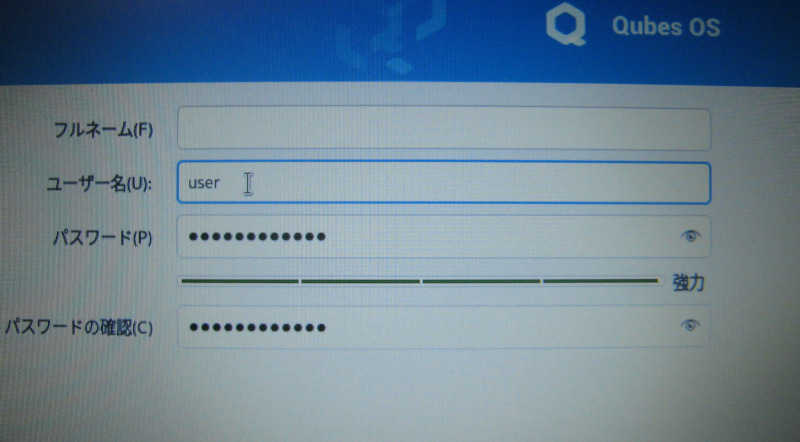 Qubes OS
フルネーム(F)
ユーザー名(U): user
パスワード(P) ●●●●●●●●●●●●
強力
パスワードの確認(C) ●●●●●●●●●●●●